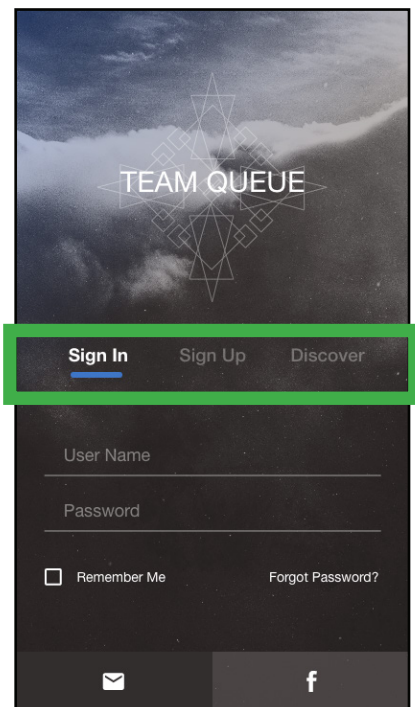 TEAM QUEUE
Sign In Sign Up Discover
User Name
Password
Remember Me Forgot Password?
f